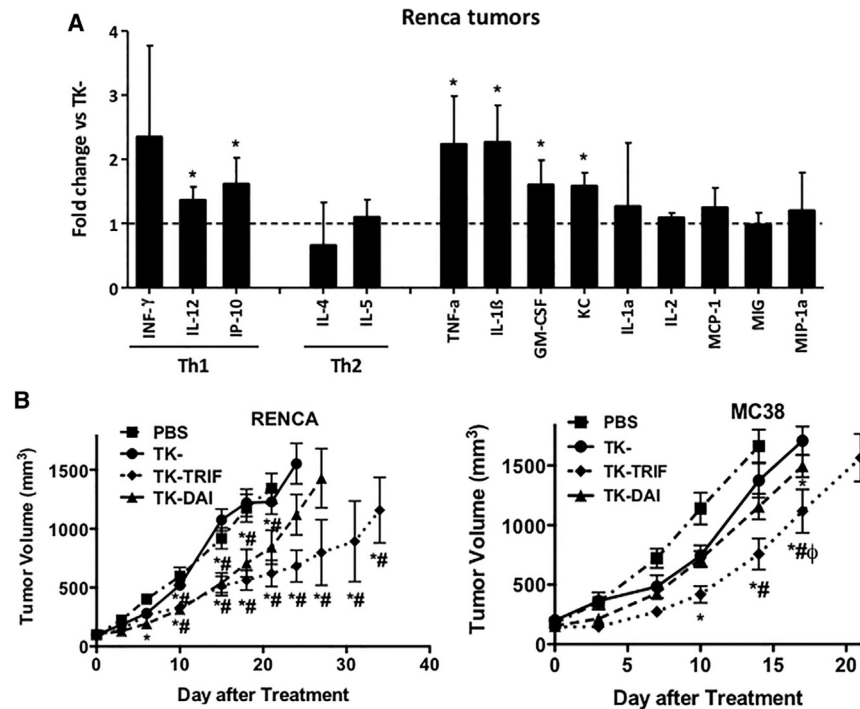 A
Renca tumors
Fold change vs TK-
4
3
2
1
0
* * * * * *
INF-γ IL-12 IP-10 IL-4 IL-5 TNF-a IL-1ß GM-CSF KC IL-1a IL-2 MCP-1 MIG MIP-1a
Th1 Th2
B
RENCA
PBS
TK-
TK-TRIF
TK-DAI
Tumor Volume (mm³)
1500
1000
500
0
*#
*# *#
*# *#
*#
* *# *# *# *# *# *#
0 10 20 30 40
Day after Treatment
MC38
PBS
TK-
TK-TRIF
TK-DAI
Tumor Volume (mm³)
1500
1000
500
0
*
*#ϕ
*#
*
0 5 10 15 20
Day after Treatment